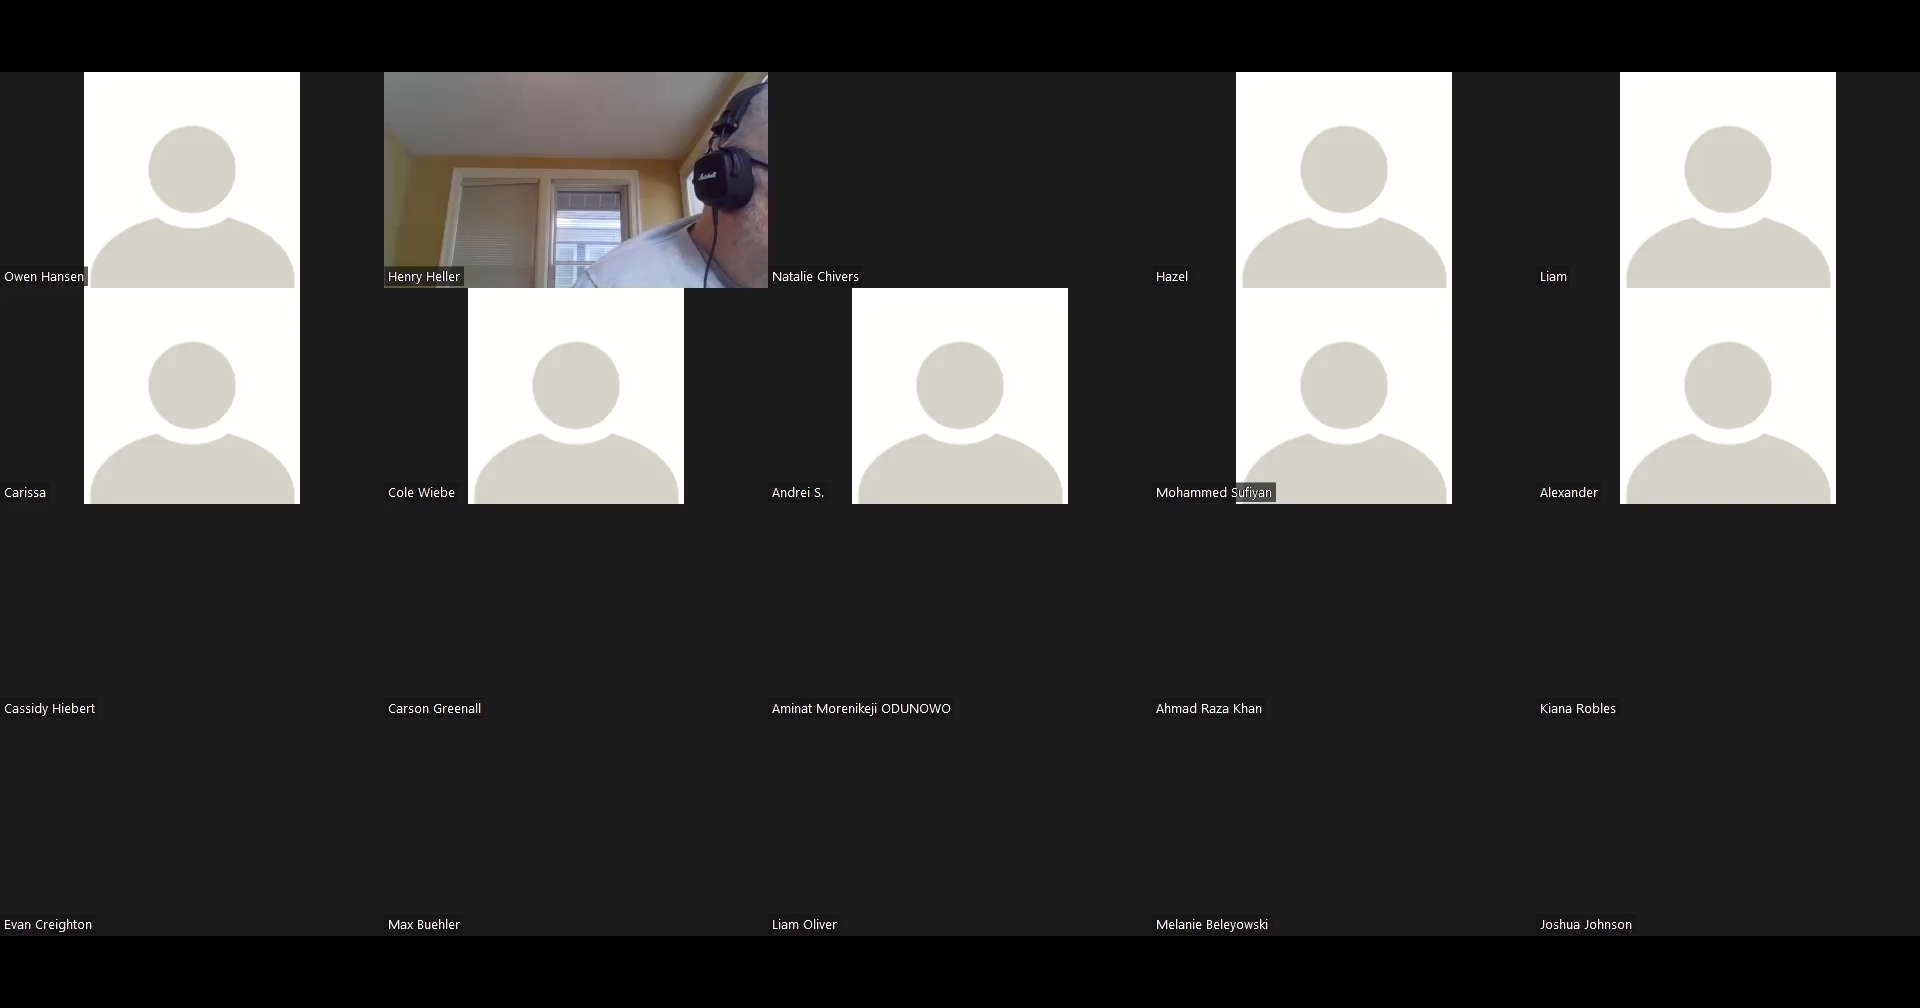 Owen Hansen
Henry Heller
Marshall
Natalie Chivers
Hazel
Liam
Carissa
Cole Wiebe
Andrei S.
Mohammed Sufiyan
Alexander
Cassidy Hiebert
Carson Greenall
Aminat Morenikeji ODUNOWO
Ahmad Raza Khan
Kiana Robles
Evan Creighton
Max Buehler
Liam Oliver
Melanie Beleyowski
Joshua Johnson